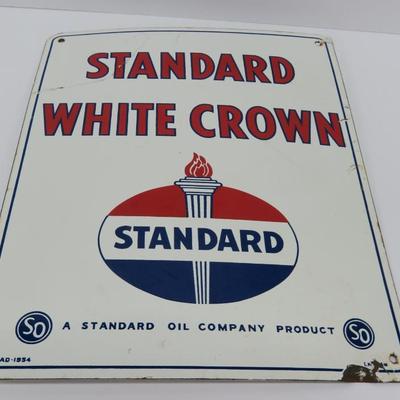 STANDARD
WHITE CROWN
STANDARD
SO A STANDARD OIL COMPANY PRODUCT SO
AD-1954